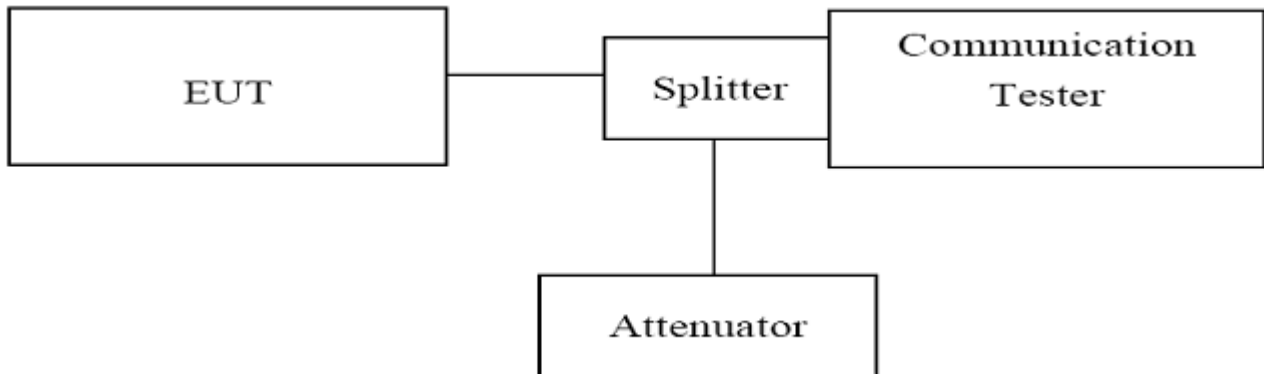 EUT
Splitter
Communication
Tester
Attenuator